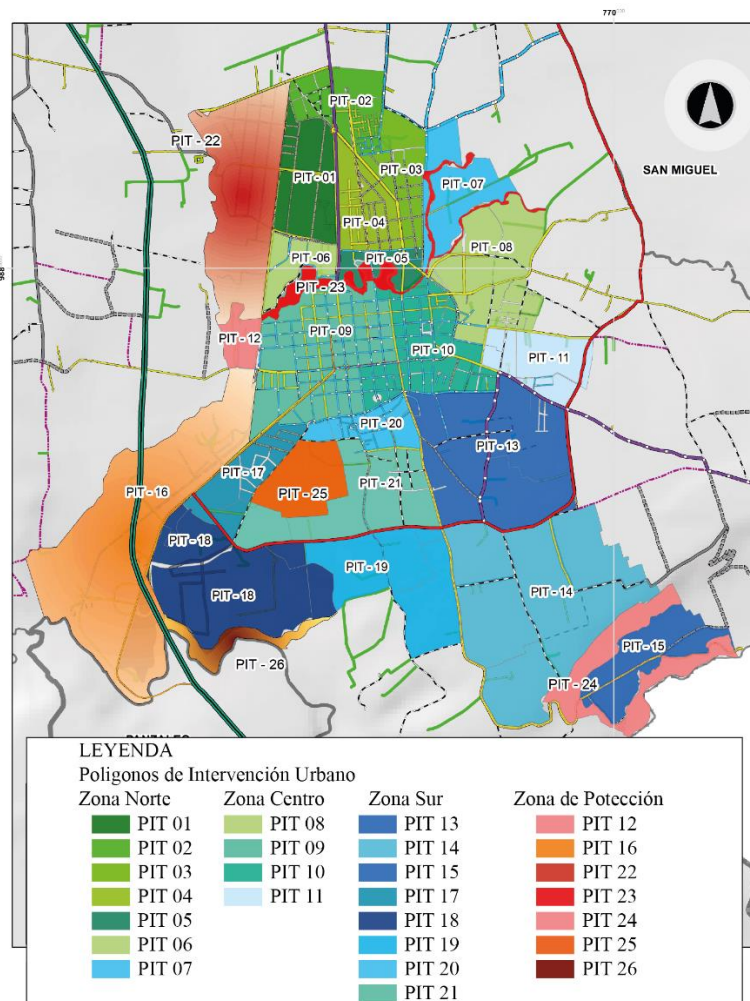 770
PIT - 02
PIT - 22
SAN MIGUEL
PIT - 03
PIT - 01
PIT - 07
PIT - 04
PIT - 08
PIT - 06
PIT - 05
988
PIT - 23
PIT - 09
PIT - 12
PIT - 10
PIT - 11
PIT - 20
PIT - 13
PIT - 17
PIT - 21
PIT - 25
PIT - 16
PIT - 18
PIT - 19
PIT - 18
PIT - 14
PIT - 15
PIT - 26
PIT - 24
LEYENDA
Poligonos de Intervención Urbano
Zona Norte Zona Centro Zona Sur Zona de Potección
PIT 01 PIT 08 PIT 13 PIT 12
PIT 02 PIT 09 PIT 14 PIT 16
PIT 03 PIT 10 PIT 15 PIT 22
PIT 04 PIT 11 PIT 17 PIT 23
PIT 05 PIT 18 PIT 24
PIT 06 PIT 19 PIT 25
PIT 07 PIT 20 PIT 26
PIT 21